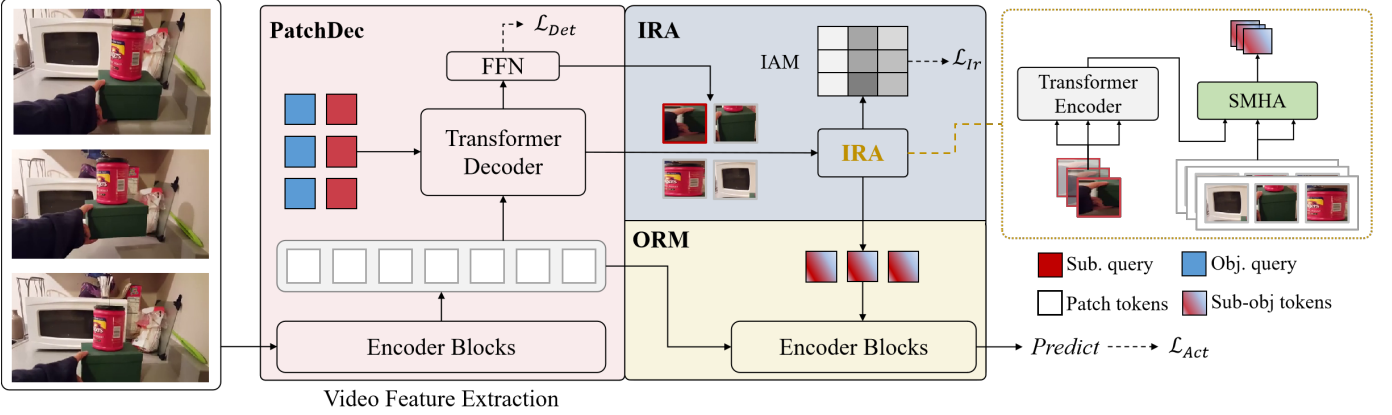 PatchDec
ℒ_Det
FFN
Transformer
Decoder
Encoder Blocks
Video Feature Extraction
IRA
IAM
ℒ_Ir
IRA
ORM
Encoder Blocks
Predict
ℒ_Act
Transformer
Encoder
SMHA
Sub. query
Obj. query
Patch tokens
Sub-obj tokens